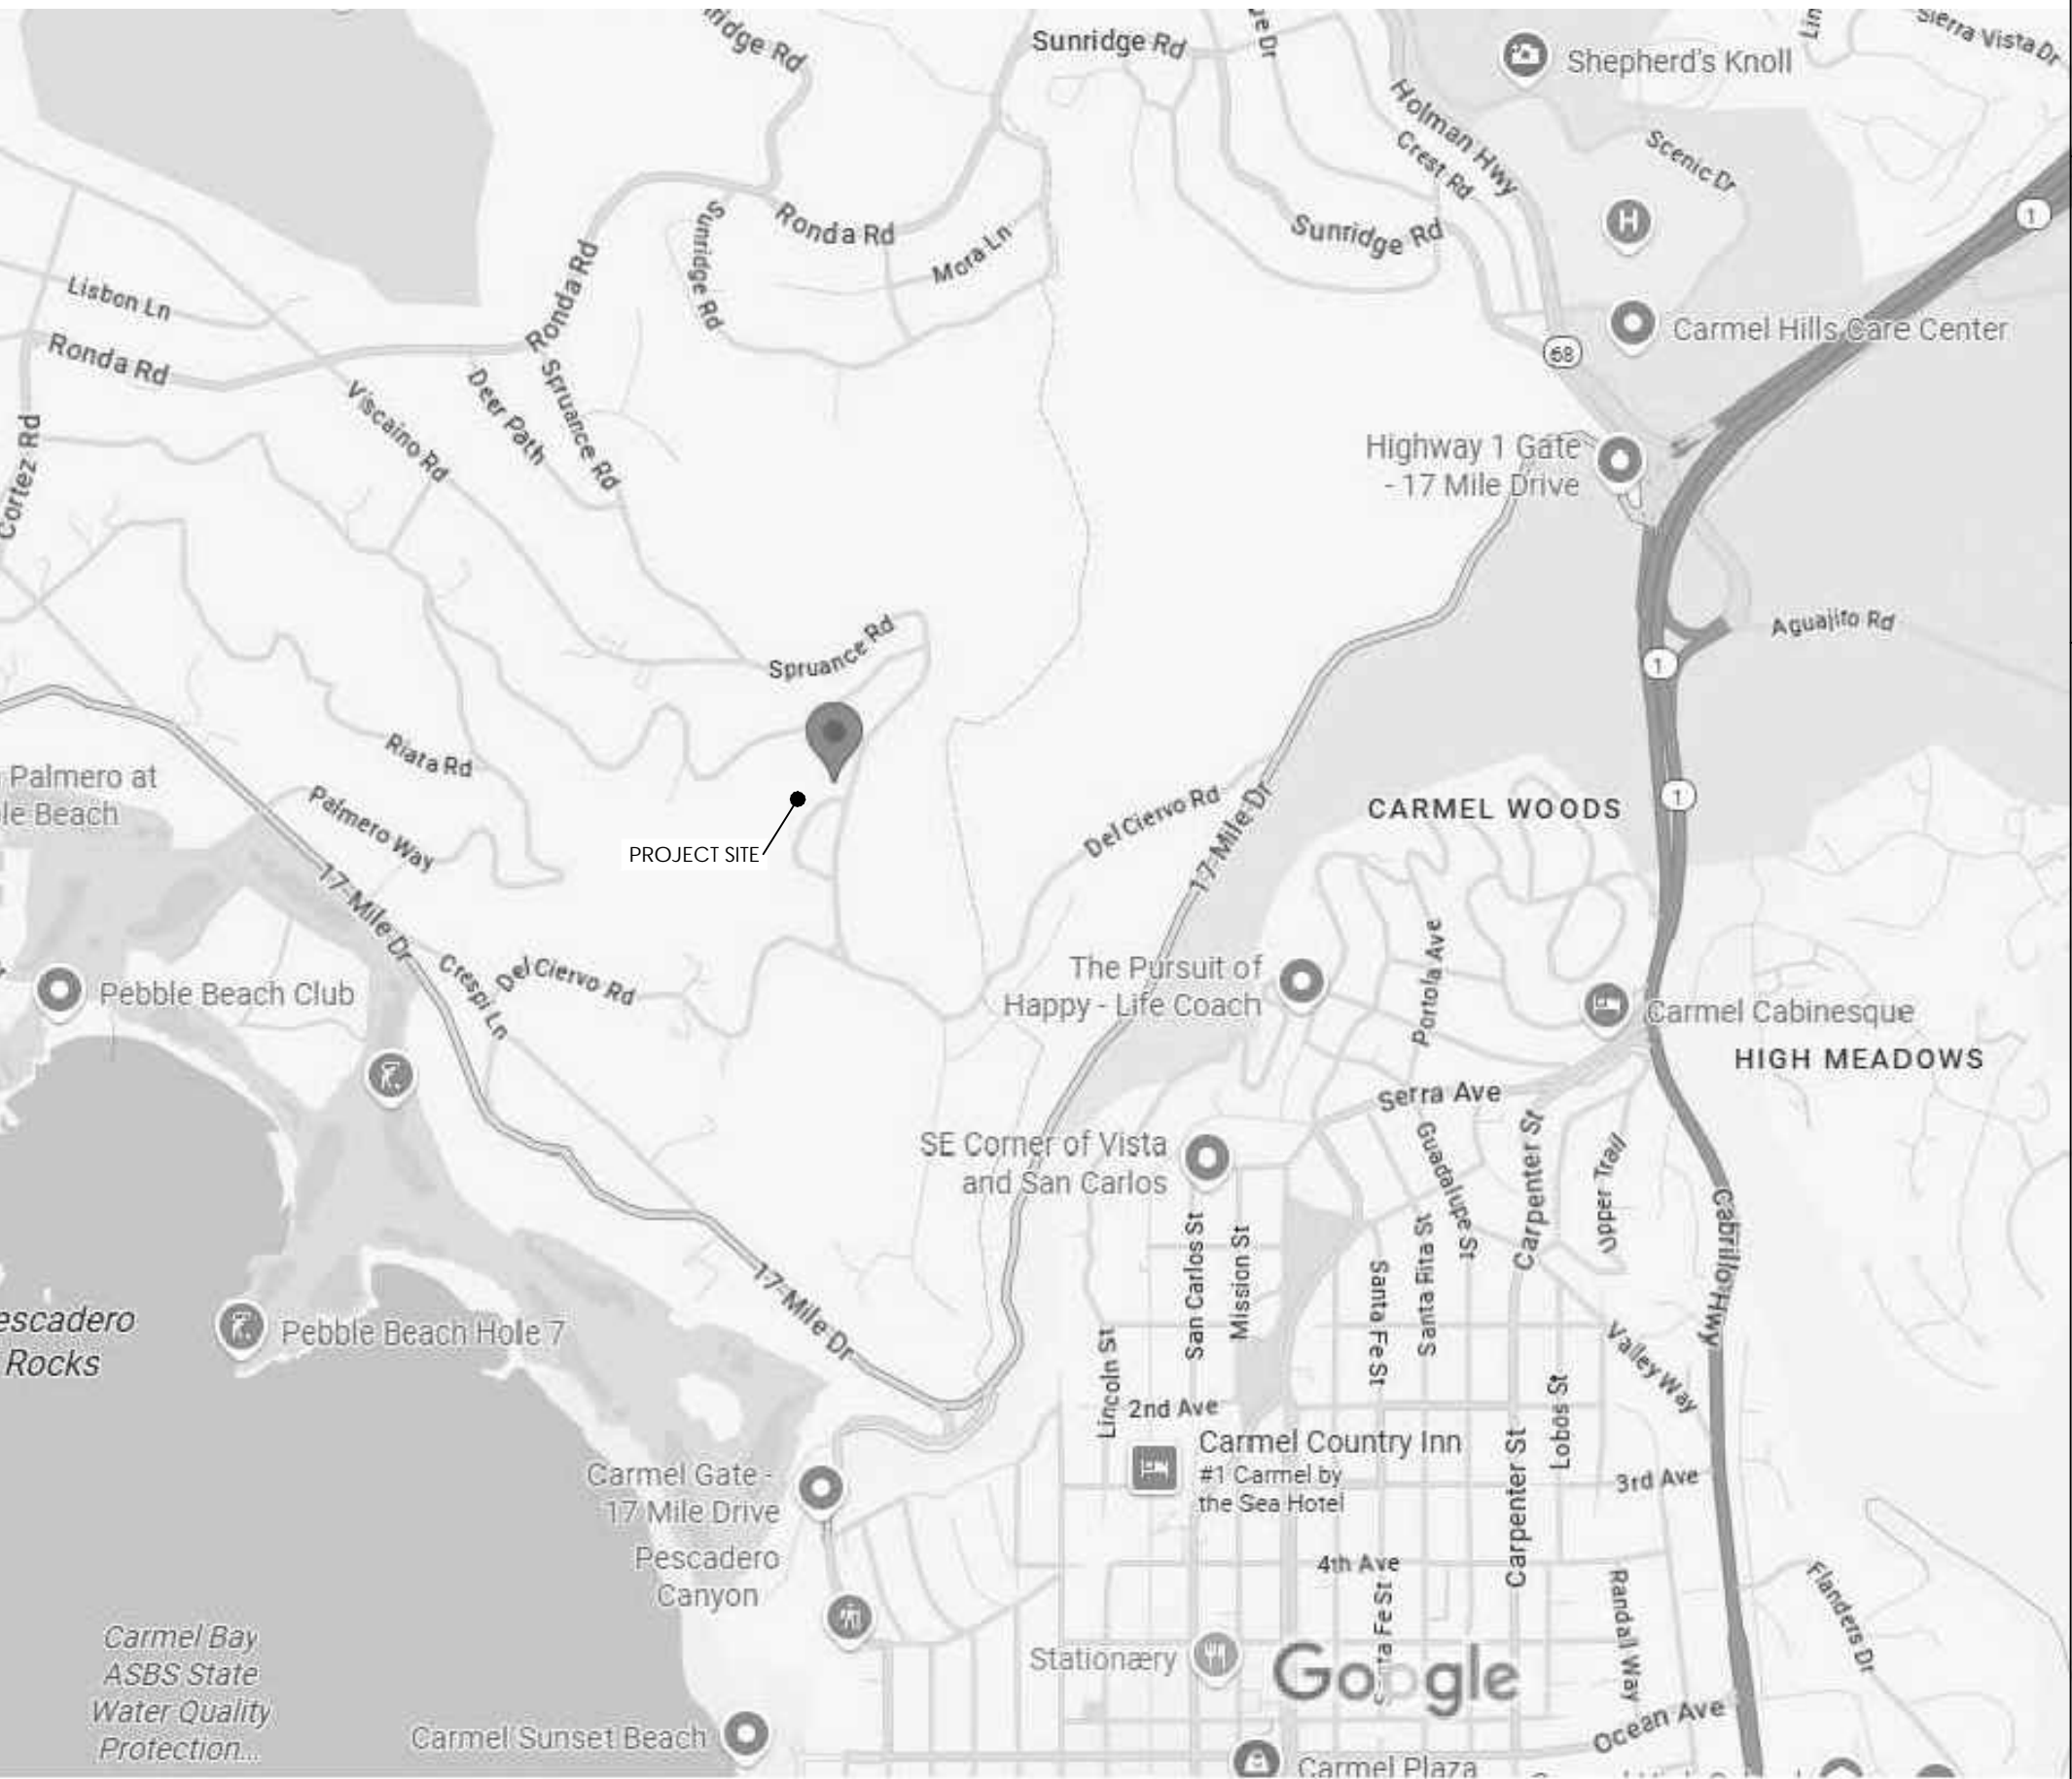 Sunridge Rd
Shepherd's Knoll
Sierra Vista Dr
Holman Hwy
Crest Rd
Scenic Dr
H
1
Ronda Rd
Sunridge Rd
Mora Ln
Sunridge Rd
Ronda Rd
Lisbon Ln
Ronda Rd
Carmel Hills Care Center
68
Viscaino Rd
Deer Path
Spruance Rd
Cortez Rd
Highway 1 Gate
- 17 Mile Drive
Spruance Rd
Aguajito Rd
1
Riata Rd
Palmero at
Palmero Way
Del Ciervo Rd
17-Mile Dr
CARMEL WOODS
1
PROJECT SITE
17-Mile Dr
Crespi Ln
Del Ciervo Rd
Pebble Beach Club
The Pursuit of
Happy - Life Coach
Portola Ave
Carmel Cabinesque
HIGH MEADOWS
Serra Ave
SE Corner of Vista
and San Carlos
Guadalupe St
Carpenter St
Upper Trail
Cabrillo Hwy
San Carlos St
Mission St
Santa Fe St
Santa Rita St
17-Mile Dr
Pebble Beach Hole 7
Rocks
Valley Way
Lincoln St
2nd Ave
Lobos St
Carmel Country Inn
#1 Carmel by
the Sea Hotel
Carpenter St
3rd Ave
Carmel Gate -
17 Mile Drive
Pescadero
Canyon
4th Ave
Randall Way
Flanders Dr
Carmel Bay
ASBS State
Water Quality
Protection...
Stationæry
Google
Ocean Ave
Carmel Sunset Beach
Carmel Plaza